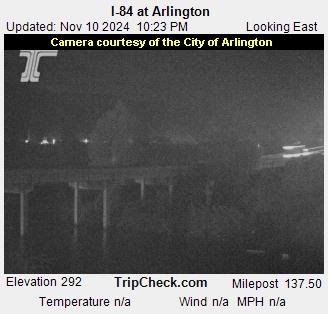 I-84 at Arlington
Updated: Nov 10 2024 10:23 PM Looking East
Camera courtesy of the City of Arlington
Elevation 292 TripCheck.com Milepost 137.50
Temperature n/a Wind n/a MPH n/a